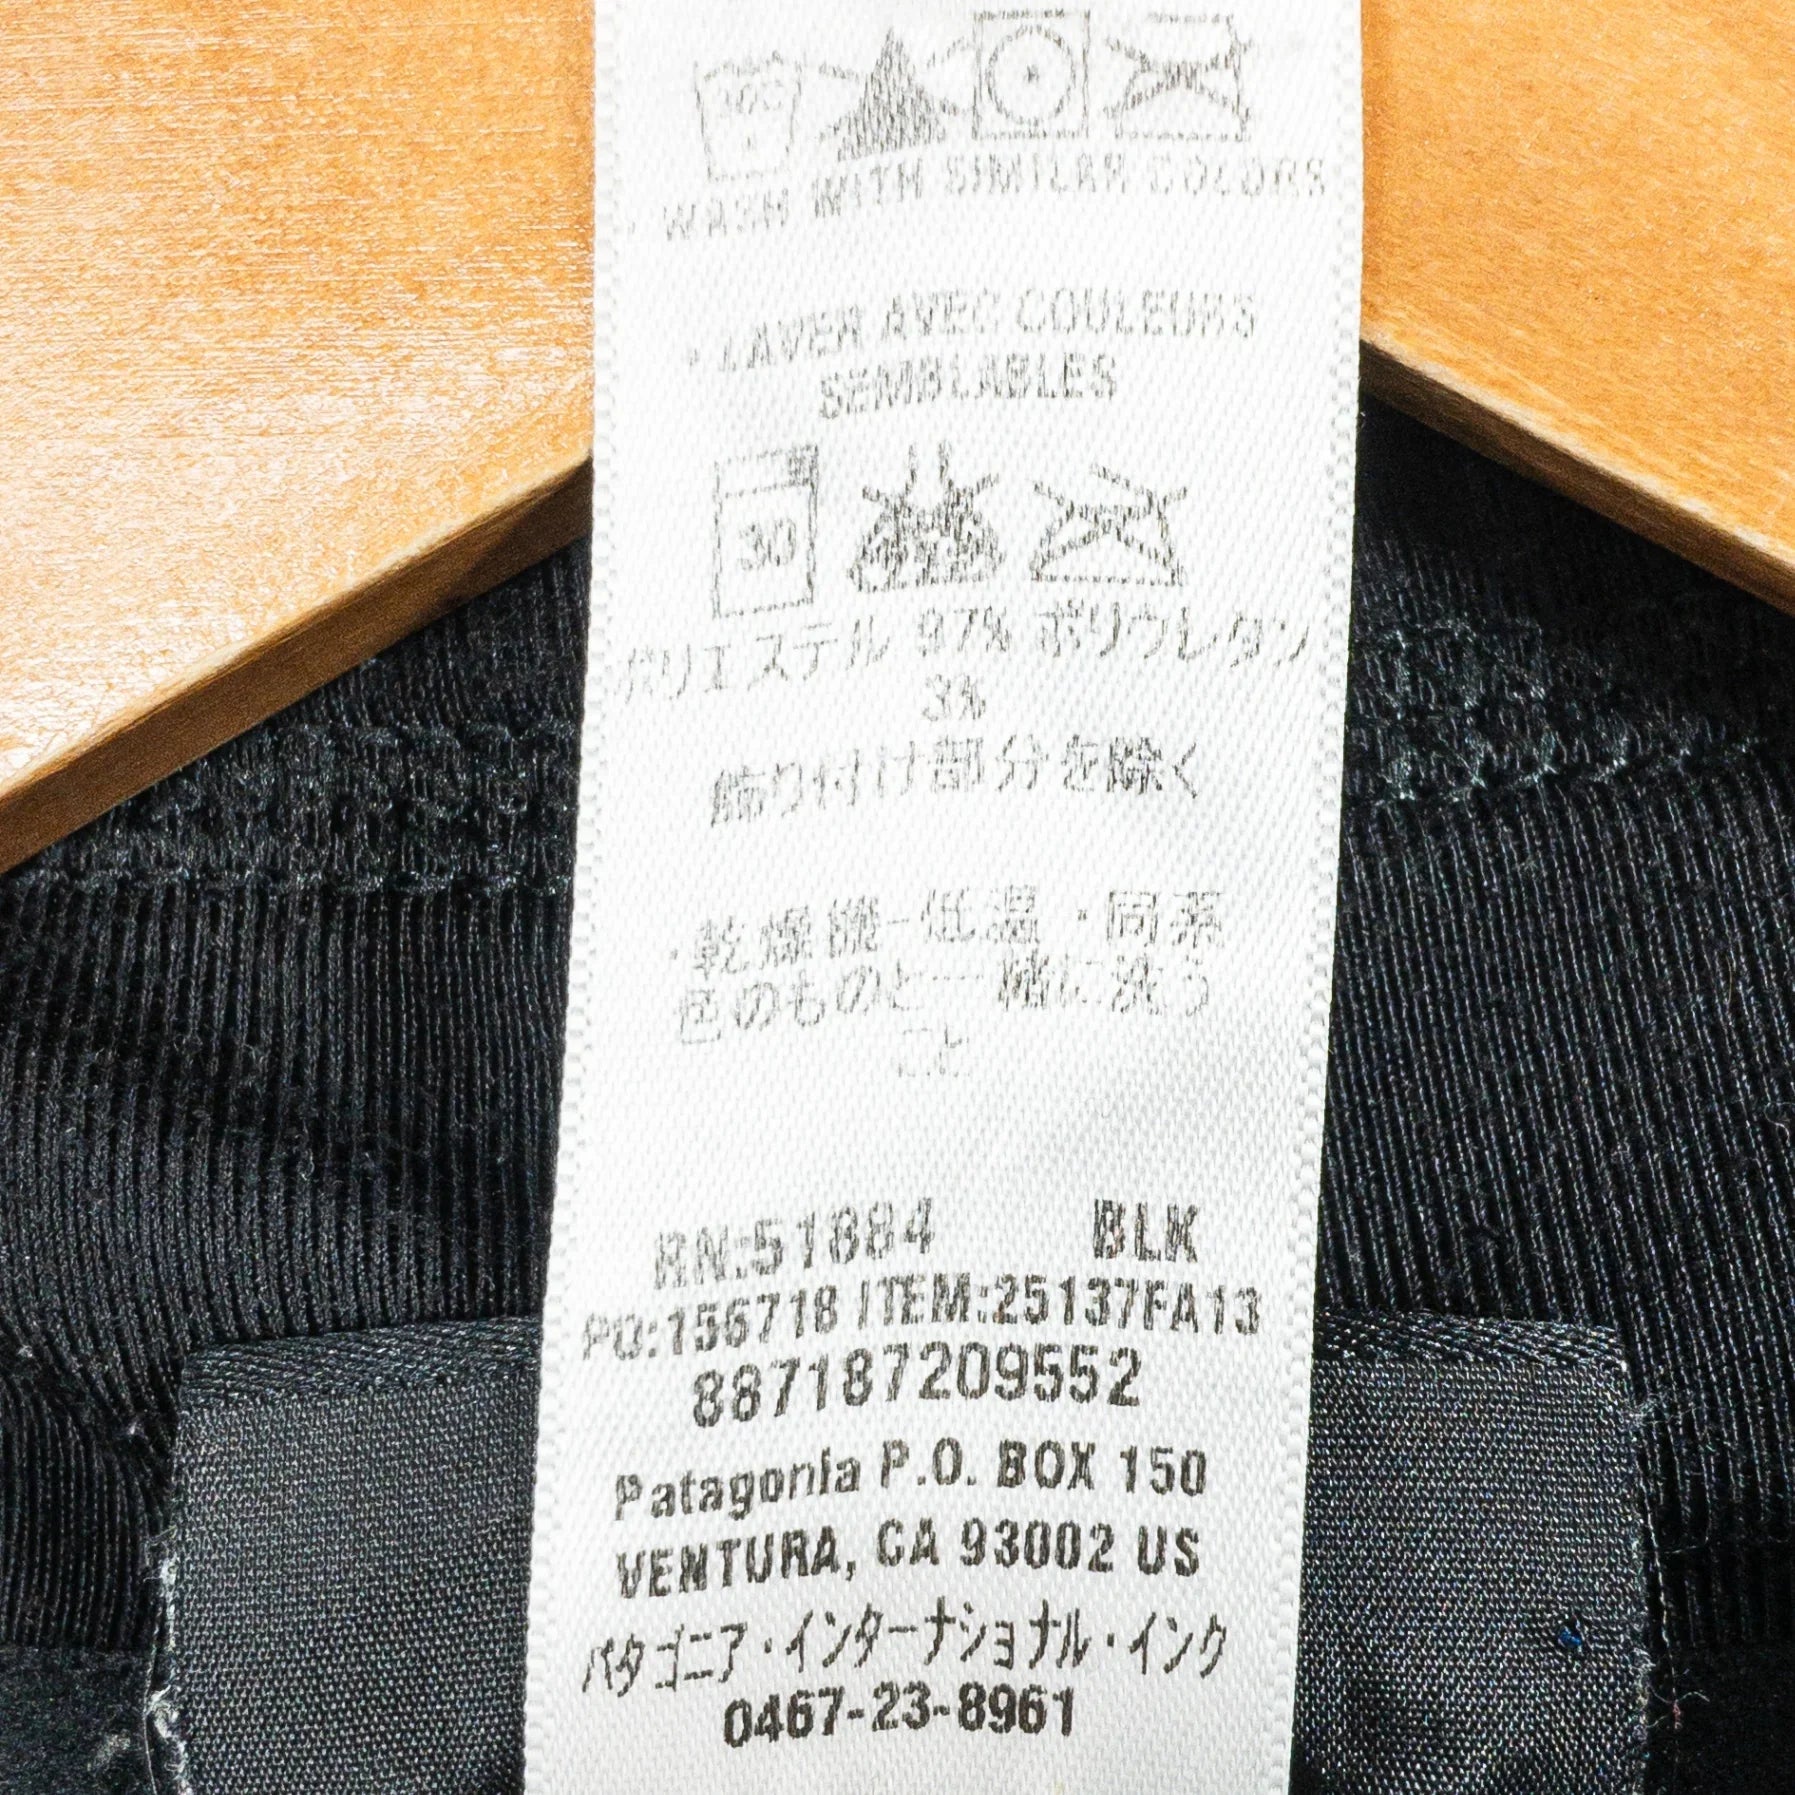 30C
• WASH WITH SIMILAR COLORS
• LAVER AVEC COULEURS
SEMBLABLES
30
ポリエステル 97% ポリウレタン
3%
飾り付け部分を除く
・乾燥機-低温 ・同系
色のものと一緒に洗う
こと
RN:51884 BLK
PO:156718 ITEM:25137FA13
887187209552
Patagonia P.O. BOX 150
VENTURA, CA 93002 US
パタゴニア・インターナショナル・インク
0467-23-8961